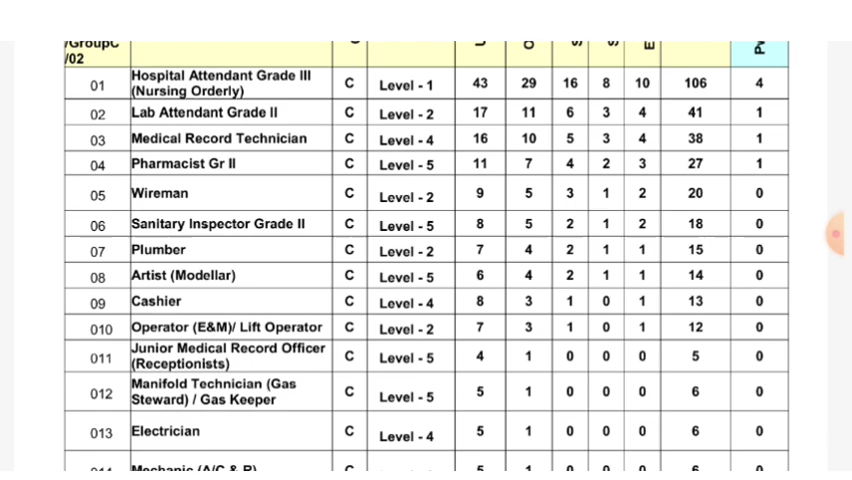 /GroupC
/02
01 Hospital Attendant Grade III (Nursing Orderly) C Level - 1 43 29 16 8 10 106 4
02 Lab Attendant Grade II C Level - 2 17 11 6 3 4 41 1
03 Medical Record Technician C Level - 4 16 10 5 3 4 38 1
04 Pharmacist Gr II C Level - 5 11 7 4 2 3 27 1
05 Wireman C Level - 2 9 5 3 1 2 20 0
06 Sanitary Inspector Grade II C Level - 5 8 5 2 1 2 18 0
07 Plumber C Level - 2 7 4 2 1 1 15 0
08 Artist (Modellar) C Level - 5 6 4 2 1 1 14 0
09 Cashier C Level - 4 8 3 1 0 1 13 0
010 Operator (E&M)/ Lift Operator C Level - 2 7 3 1 0 1 12 0
011 Junior Medical Record Officer (Receptionists) C Level - 5 4 1 0 0 0 5 0
012 Manifold Technician (Gas Steward) / Gas Keeper C Level - 5 5 1 0 0 0 6 0
013 Electrician C Level - 4 5 1 0 0 0 6 0
Mechanic (A/C & R) C 5 1 0 0 0 6 0